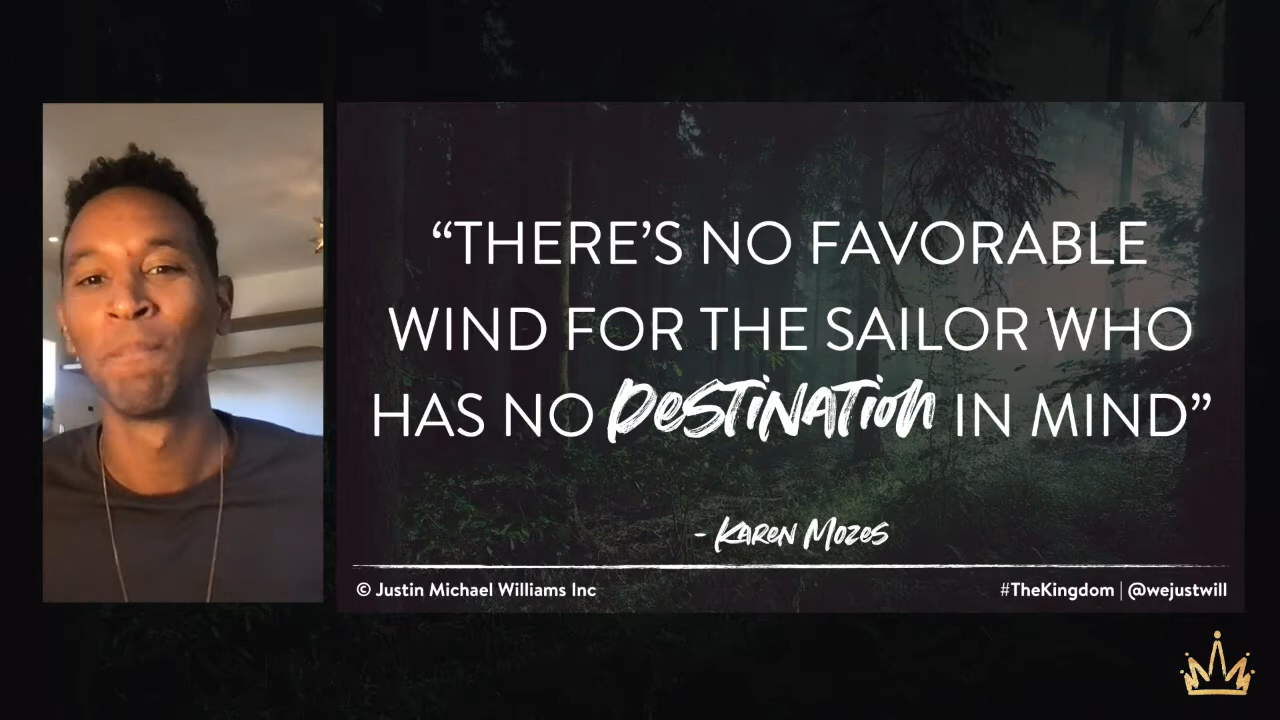 “THERE’S NO FAVORABLE
WIND FOR THE SAILOR WHO
HAS NO DESTINATION IN MIND”
- KAREN MOZES
© Justin Michael Williams Inc
#TheKingdom | @wejustwill